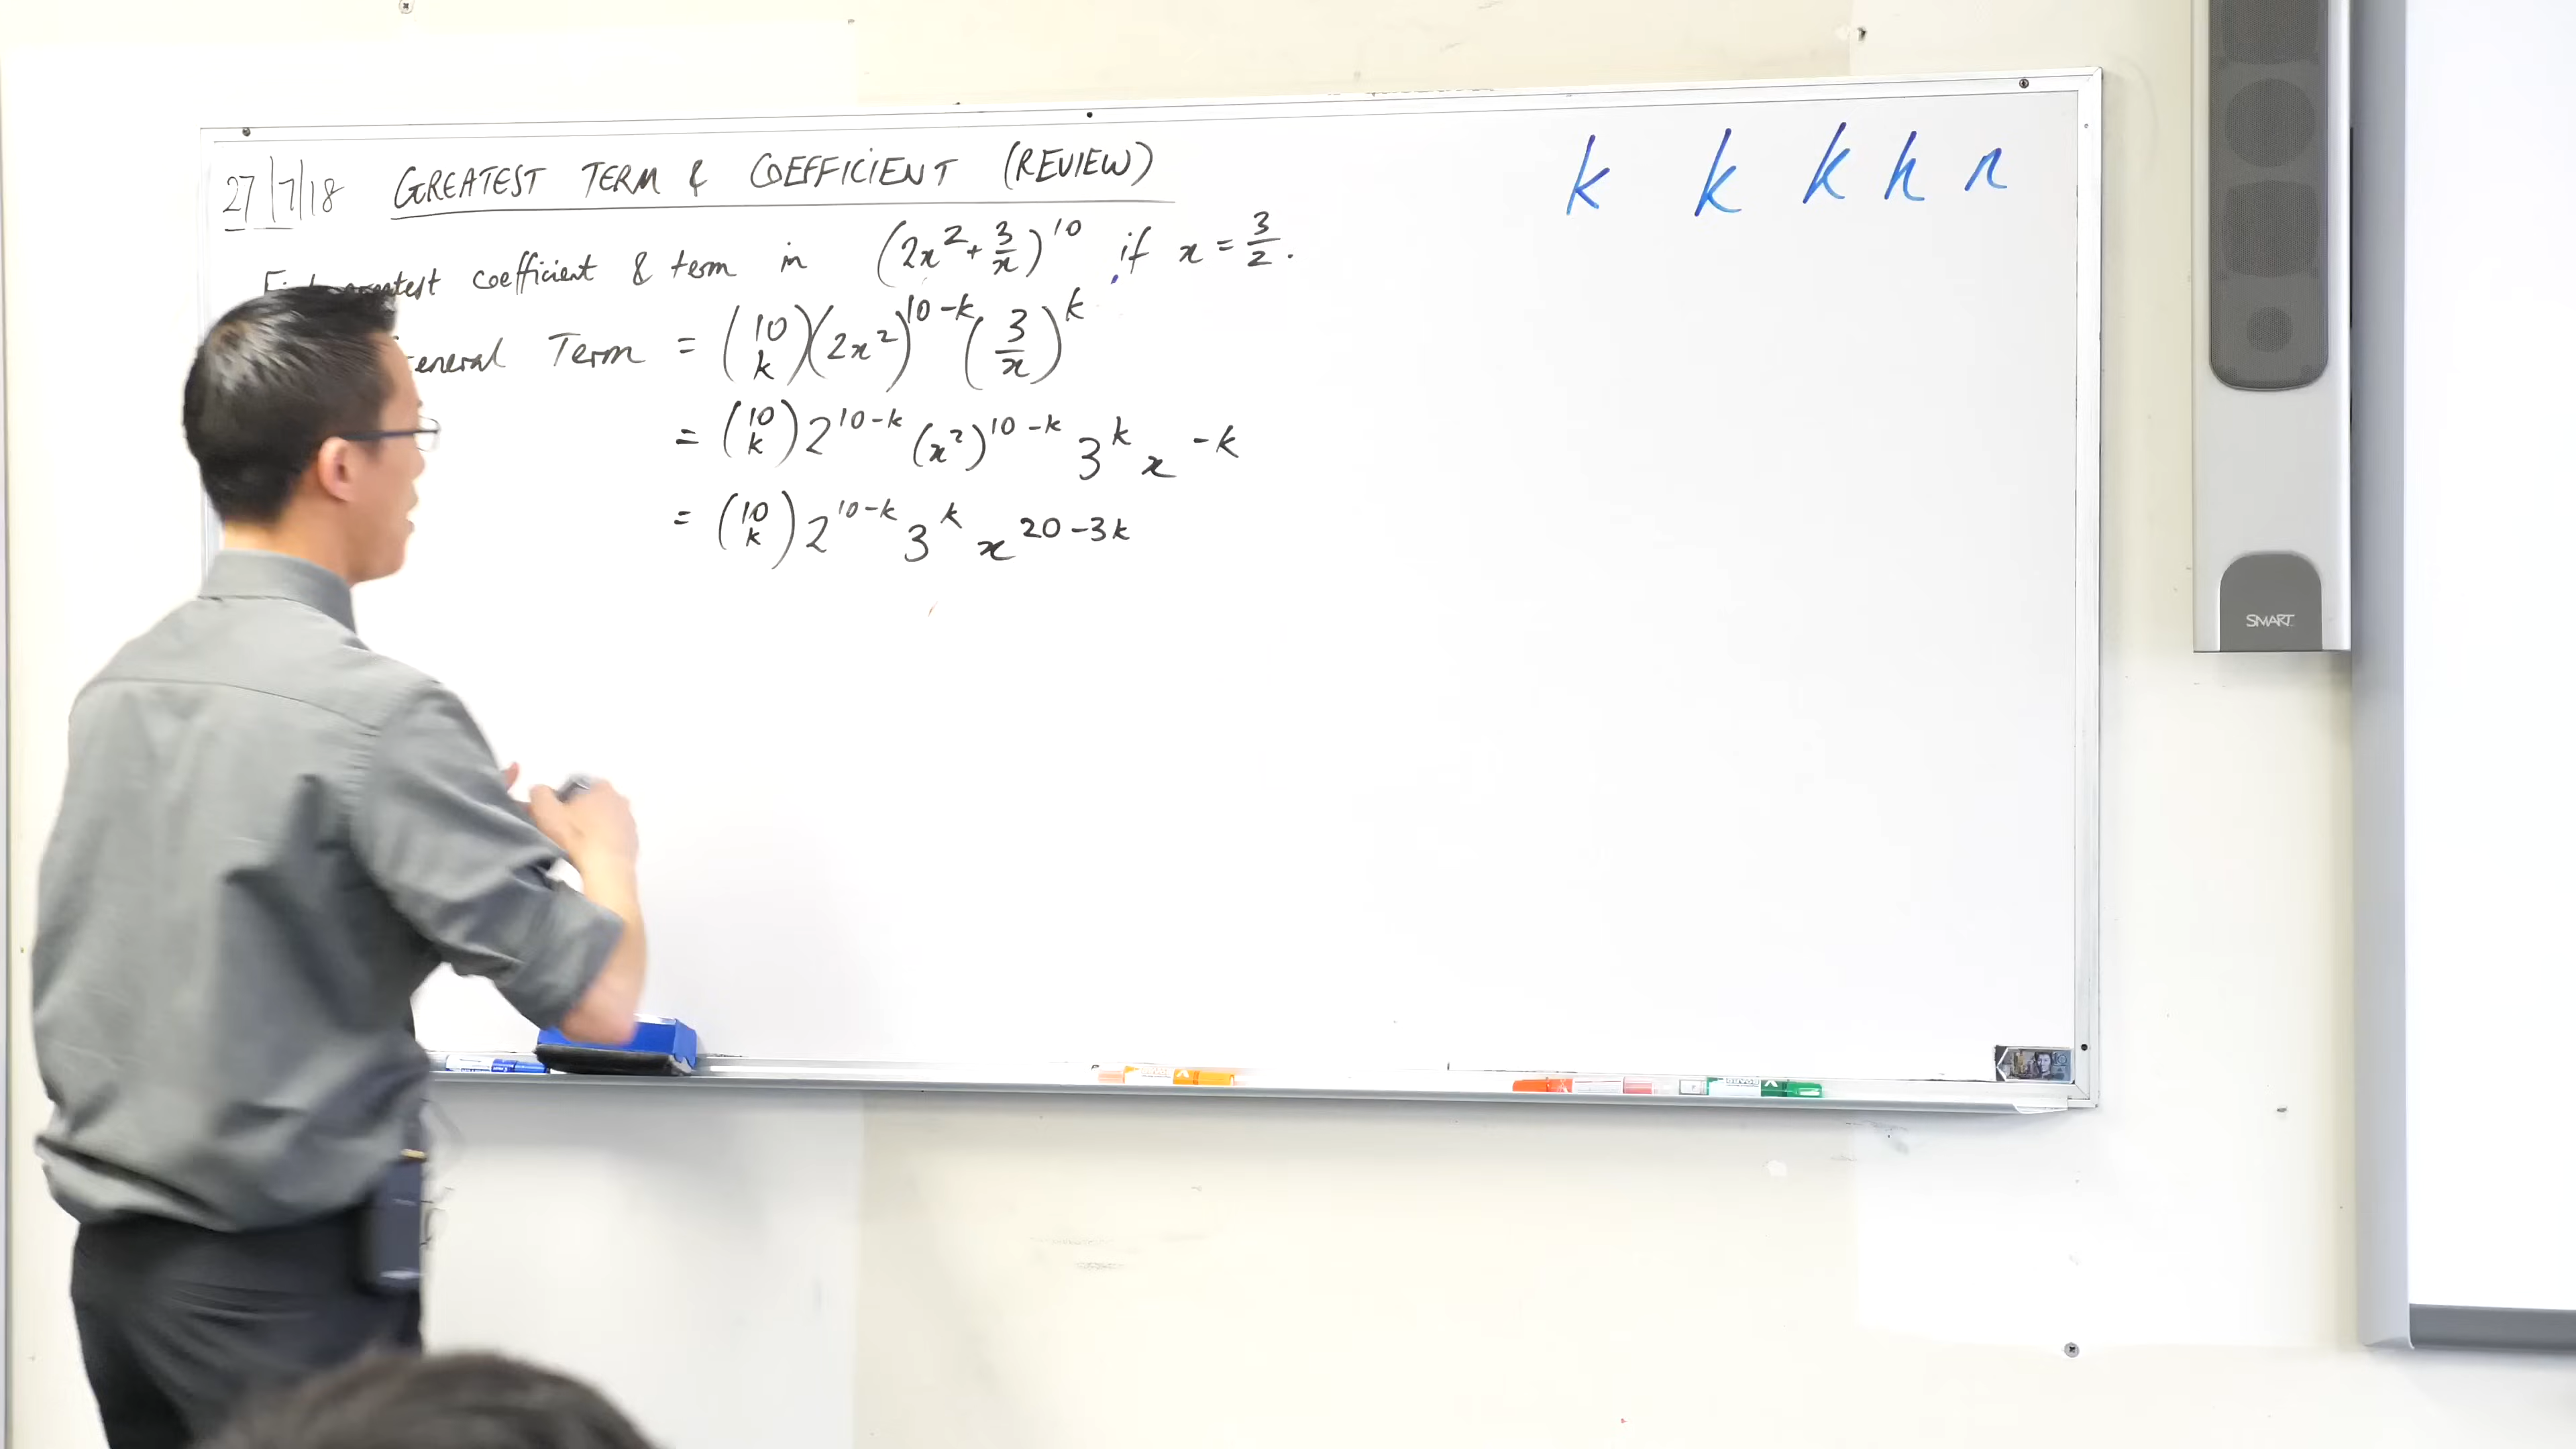 27/7/18 GREATEST TERM & COEFFICIENT (REVIEW)
k k k h n
coefficient & term in (2x² + 3/x)^10, if x = 3/2.
Term = (10 k)(2x²)^(10-k) (3/x)^k
= (10 k) 2^(10-k) (x²)^(10-k) 3^k x^(-k)
= (10 k) 2^(10-k) 3^k x^(20-3k)
SMART